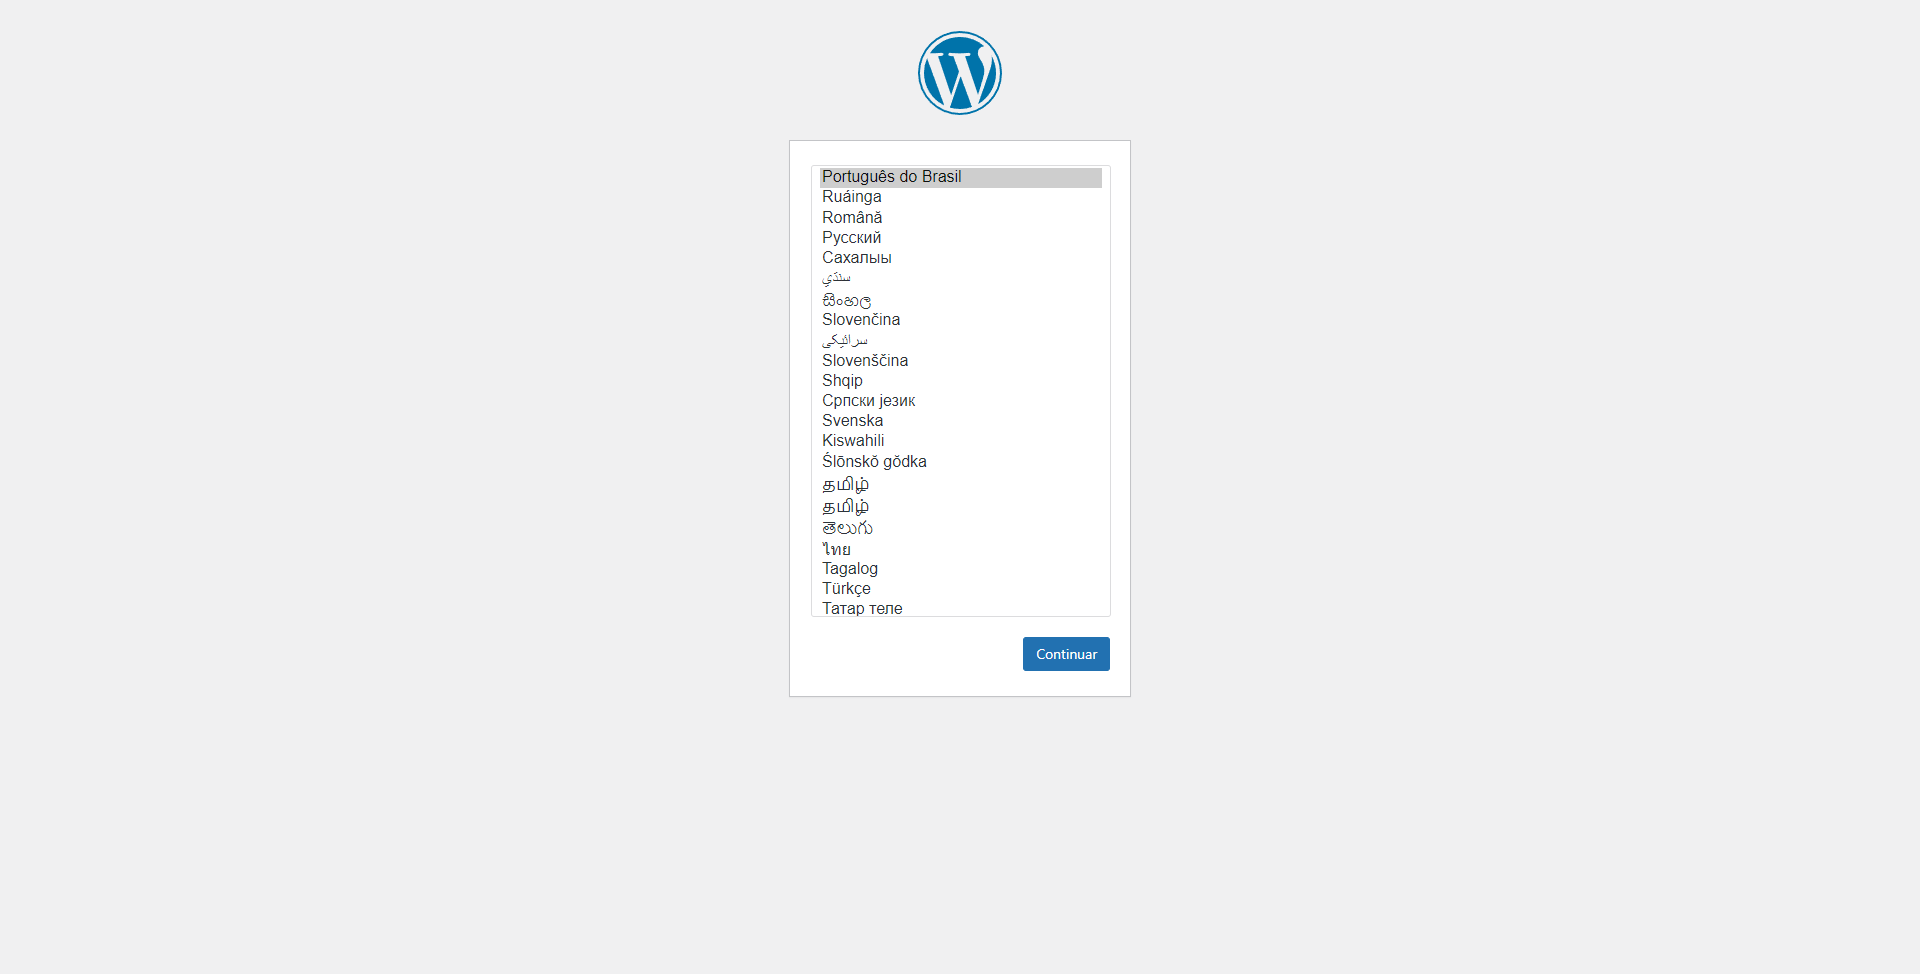 Português do Brasil
Ruáinga
Română
Русский
Сахалыы
سنڌي
සිංහල
Slovenčina
سرائیکی
Slovenščina
Shqip
Српски језик
Svenska
Kiswahili
Ślōnskŏ gŏdka
தமிழ்
தமிழ்
తెలుగు
ไทย
Tagalog
Türkçe
Татар теле
Continuar